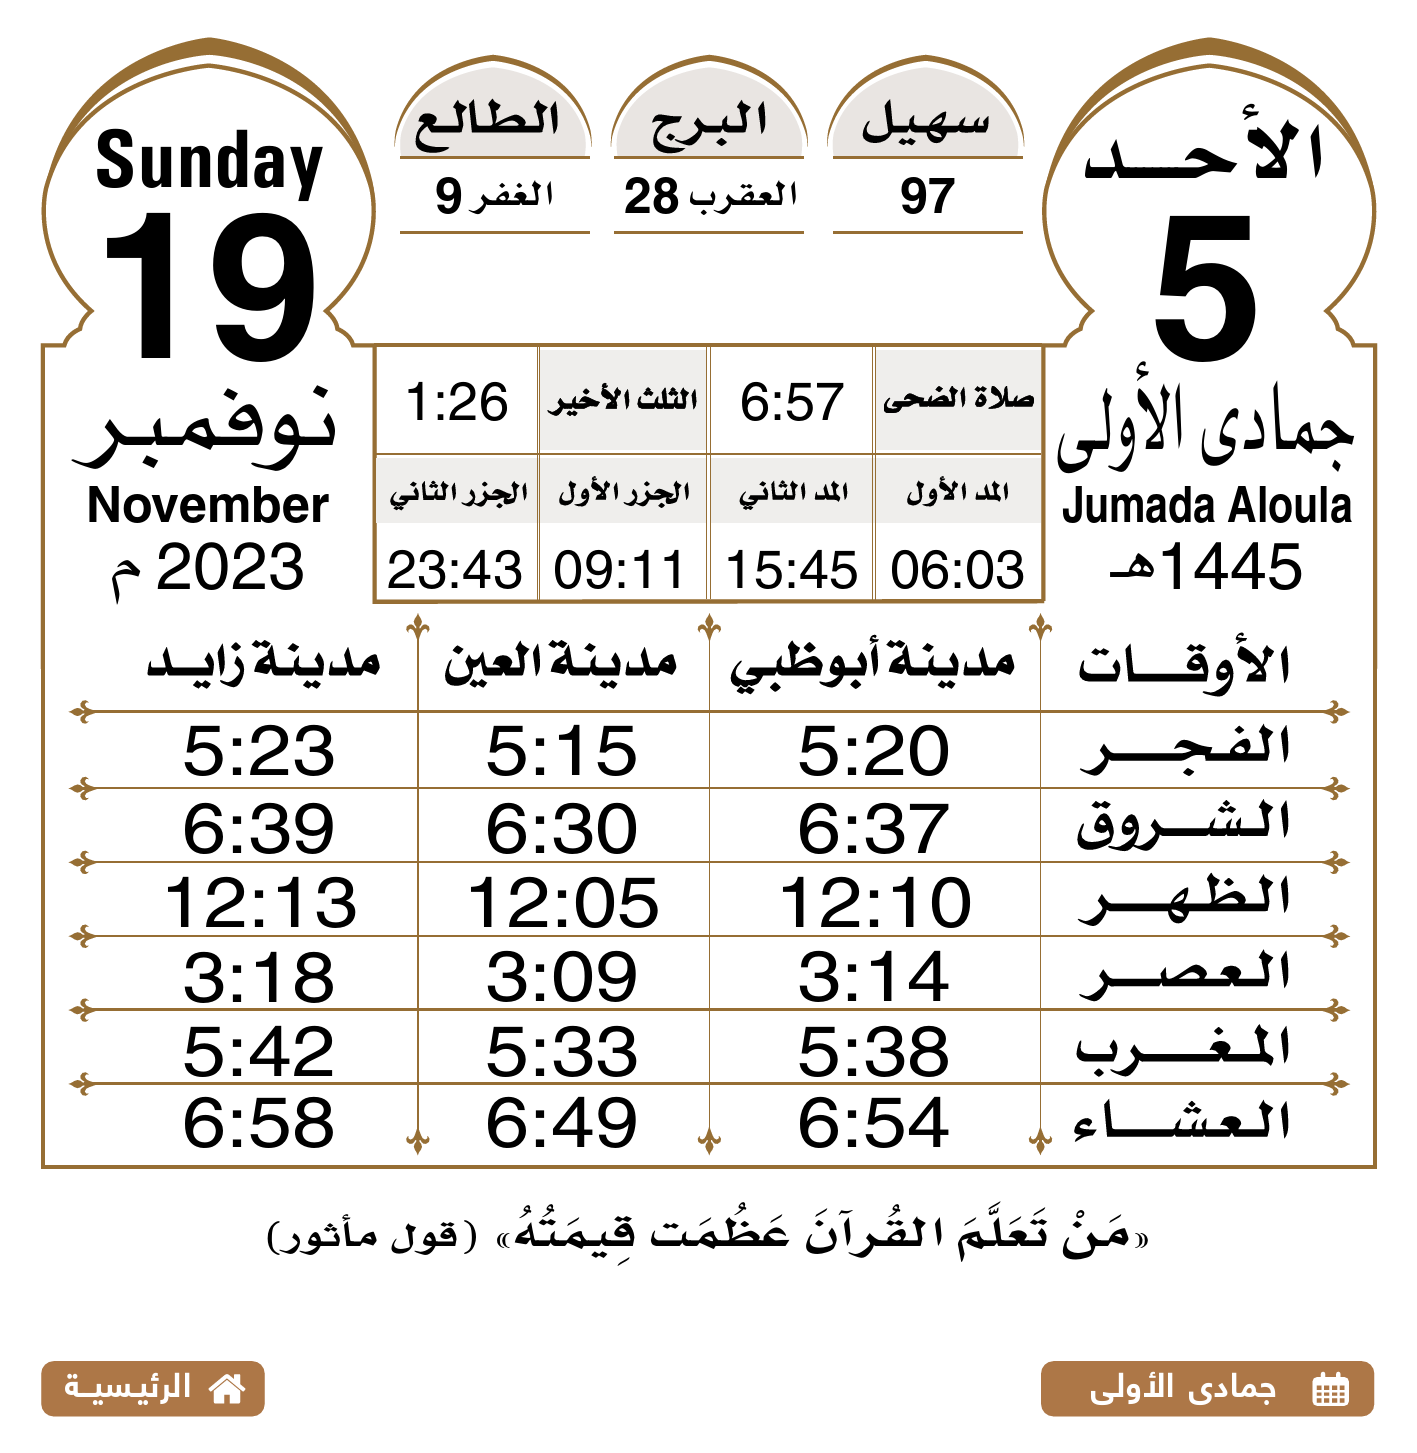 الأحد
5
جمادى الأولى
Jumada Aloula
1445هـ
سهيل
97
البرج
العقرب 28
الطالع
الغفر 9
Sunday
19
نوفمبر
November
2023 م
صلاة الضحى 6:57 الثلث الأخير 1:26
المد الأول المد الثاني الجزر الأول الجزر الثاني
06:03 15:45 09:11 23:43
الأوقات مدينة أبوظبي مدينة العين مدينة زايد
الفجر 5:20 5:15 5:23
الشروق 6:37 6:30 6:39
الظهر 12:10 12:05 12:13
العصر 3:14 3:09 3:18
المغرب 5:38 5:33 5:42
العشاء 6:54 6:49 6:58
«مَنْ تَعَلَّمَ القُرآنَ عَظُمَت قِيمَتُهُ» (قول مأثور)
جمادى الأولى
الرئيسية